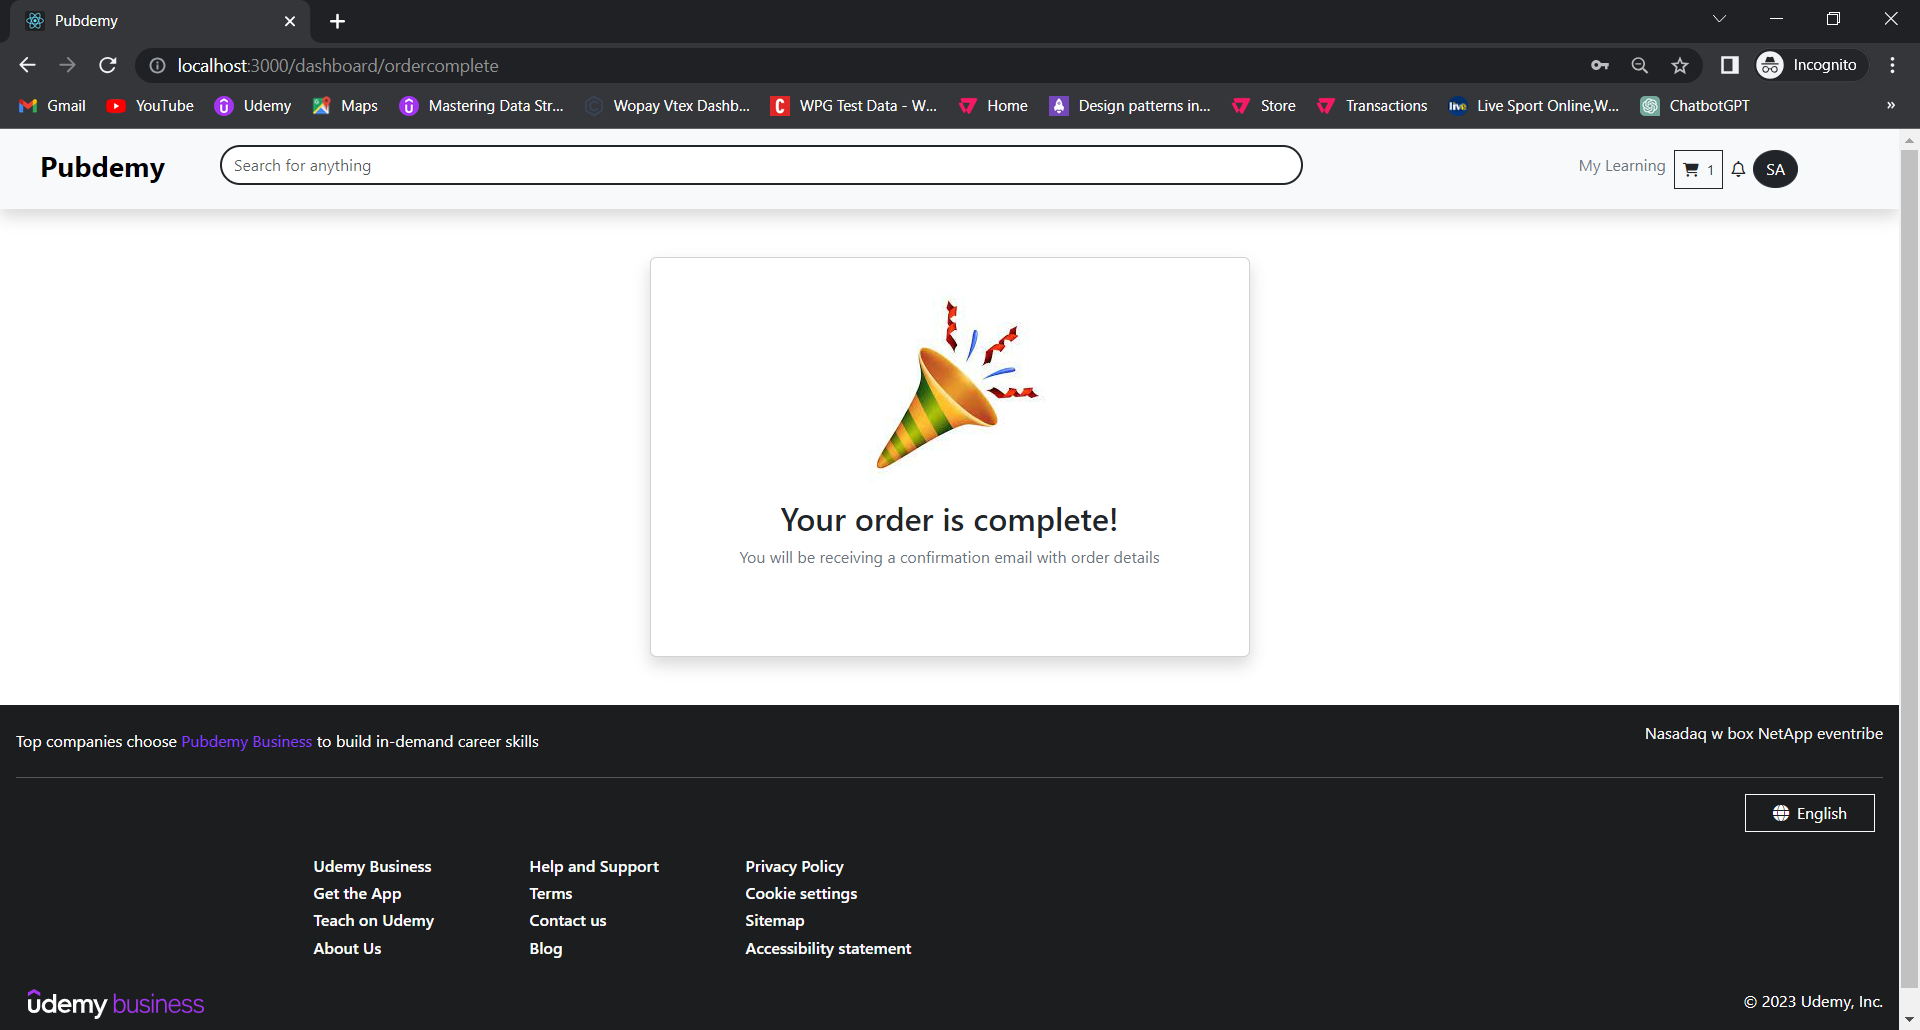 Pubdemy
localhost:3000/dashboard/ordercomplete
Incognito
Gmail YouTube Udemy Maps Mastering Data Str... Wopay Vtex Dashb... WPG Test Data - W... Home Design patterns in... Store Transactions Live Sport Online,W... ChatbotGPT »
Pubdemy Search for anything My Learning 1 SA
Your order is complete!
You will be receiving a confirmation email with order details
Top companies choose Pubdemy Business to build in-demand career skills
Nasadaq w box NetApp eventribe
English
Udemy Business Help and Support Privacy Policy
Get the App Terms Cookie settings
Teach on Udemy Contact us Sitemap
About Us Blog Accessibility statement
udemy business
© 2023 Udemy, Inc.